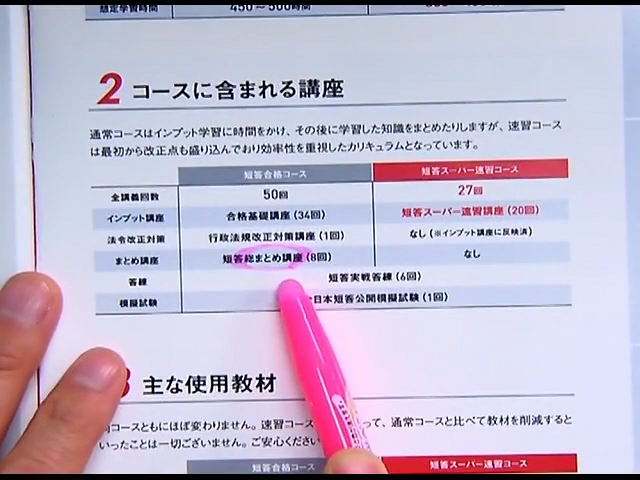 想定学習時間 450～500時間
2 コースに含まれる講座
通常コースはインプット学習に時間をかけ、その後に学習した知識をまとめたりしますが、速習コース
は最初から改正点も盛り込んでおり効率性を重視したカリキュラムとなっています。
短答合格コース 短答スーパー速習コース
全講義回数 50回 27回
インプット講座 合格基礎講座(34回) 短答スーパー速習講座(20回)
法令改正対策 行政法規改正対策講座(1回) なし(※インプット講座に反映済)
まとめ講座 短答総まとめ講座(8回) なし
答練 短答実戦答練(6回)
模擬試験 日本短答公開模擬試験(1回)
主な使用教材
コースともにほぼ変わりません。速習コース って、通常コースと比べて教材を削減すると
いったことは一切ございません。ご安心ください
短答合格コース 短答スーパー速習コース